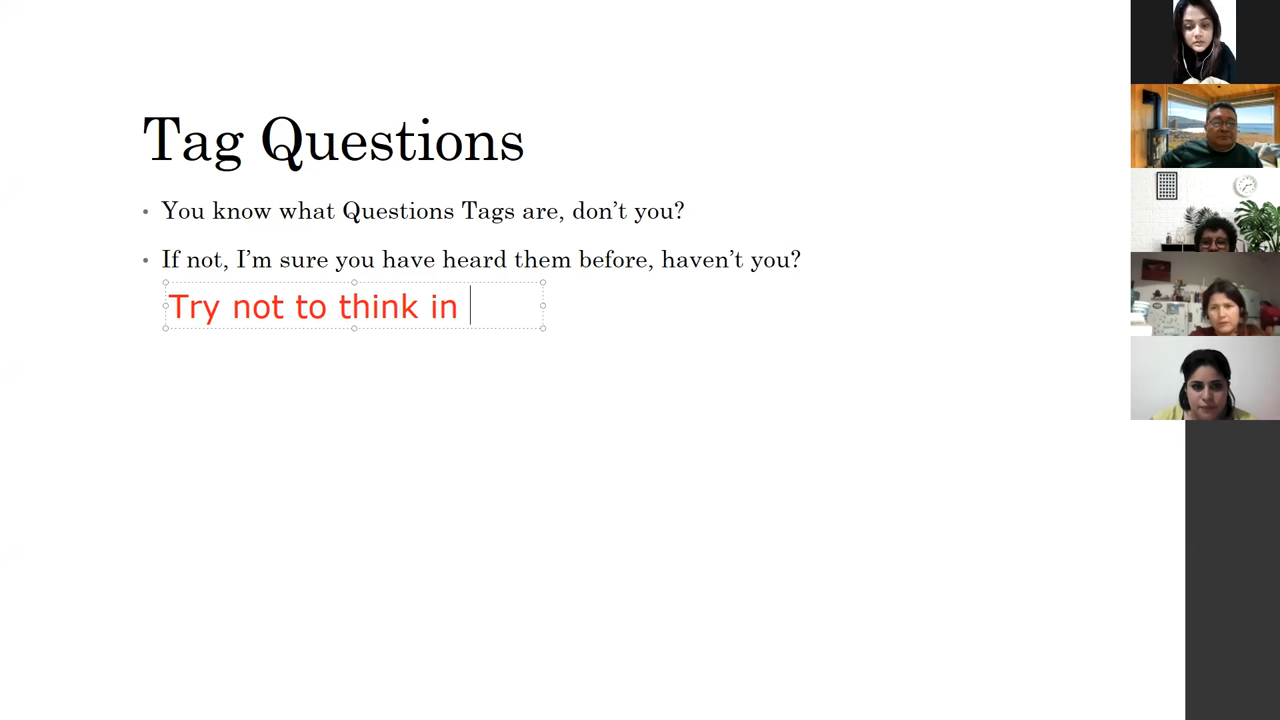 Tag Questions
• You know what Questions Tags are, don’t you?
• If not, I’m sure you have heard them before, haven’t you?
Try not to think in